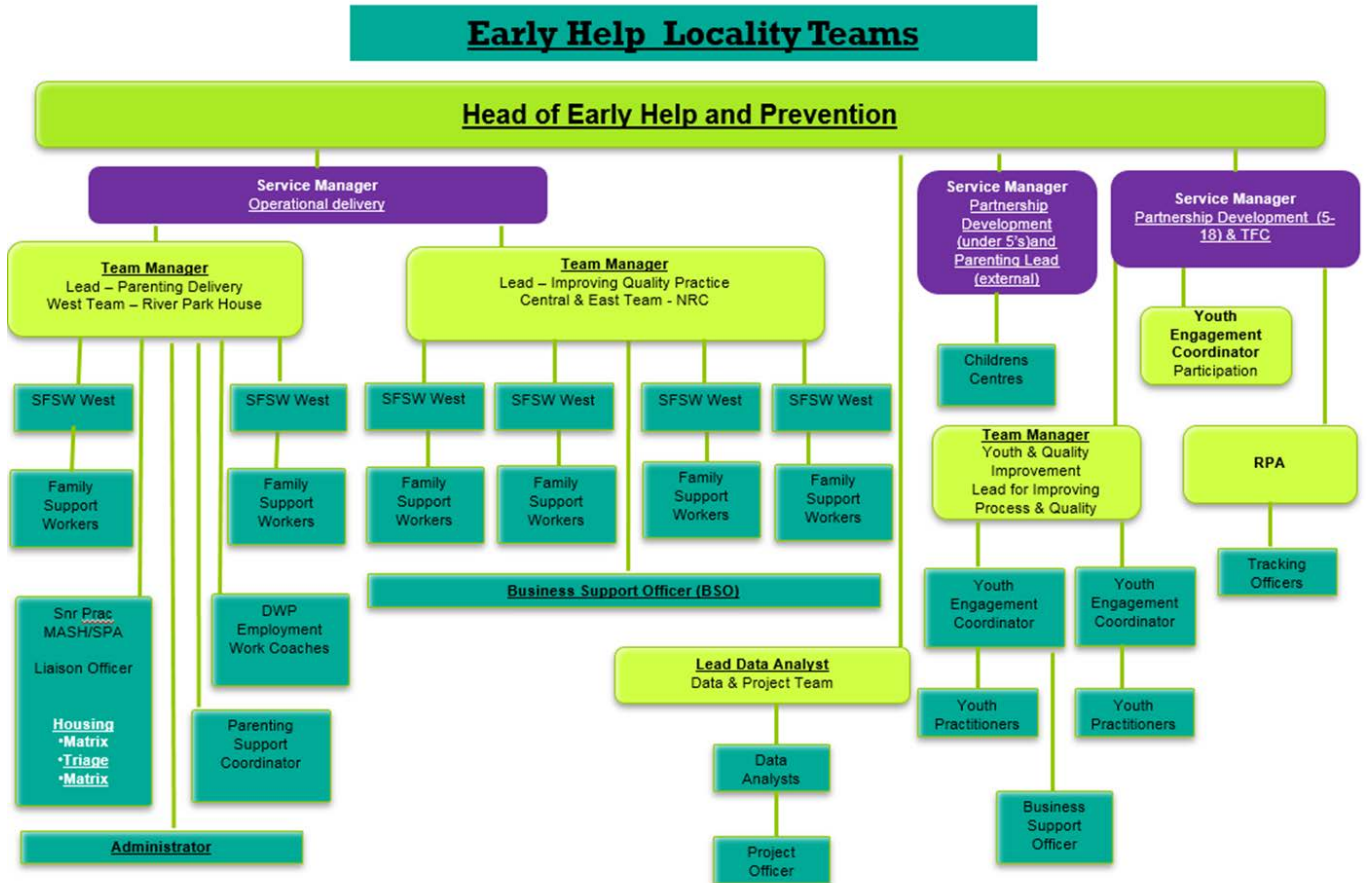 Early Help Locality Teams
Head of Early Help and Prevention
Service Manager
Operational delivery
Service Manager
Partnership
Development
(under 5's)and
Parenting Lead
(external)
Service Manager
Partnership Development (5-
18) & TFC
Team Manager
Lead – Parenting Delivery
West Team – River Park House
Team Manager
Lead – Improving Quality Practice
Central & East Team - NRC
Youth
Engagement
Coordinator
Participation
Childrens
Centres
SFSW West
SFSW West
SFSW West
SFSW West
SFSW West
SFSW West
Team Manager
Youth & Quality
Improvement
Lead for Improving
Process & Quality
RPA
Family
Support
Workers
Family
Support
Workers
Family
Support
Workers
Family
Support
Workers
Family
Support
Workers
Family
Support
Workers
Tracking
Officers
Business Support Officer (BSO)
Snr Prac
MASH/SPA
Liaison Officer
Housing
•Matrix
•Triage
•Matrix
DWP
Employment
Work Coaches
Youth
Engagement
Coordinator
Youth
Engagement
Coordinator
Lead Data Analyst
Data & Project Team
Youth
Practitioners
Youth
Practitioners
Parenting
Support
Coordinator
Data
Analysts
Business
Support
Officer
Administrator
Project
Officer